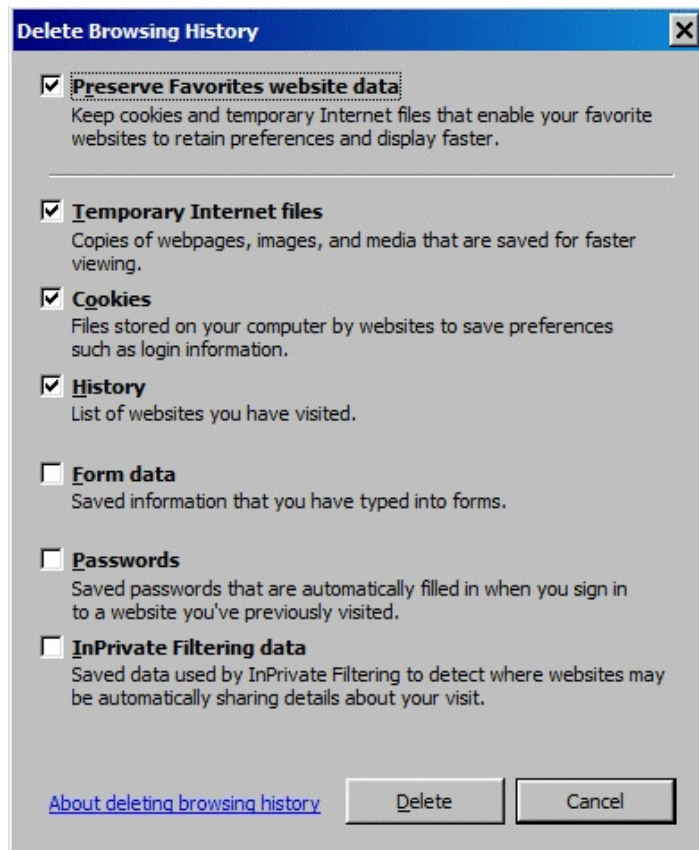 Delete Browsing History
Preserve Favorites website data
Keep cookies and temporary Internet files that enable your favorite
websites to retain preferences and display faster.
Temporary Internet files
Copies of webpages, images, and media that are saved for faster
viewing.
Cookies
Files stored on your computer by websites to save preferences
such as login information.
History
List of websites you have visited.
Form data
Saved information that you have typed into forms.
Passwords
Saved passwords that are automatically filled in when you sign in
to a website you've previously visited.
InPrivate Filtering data
Saved data used by InPrivate Filtering to detect where websites may
be automatically sharing details about your visit.
About deleting browsing history Delete Cancel